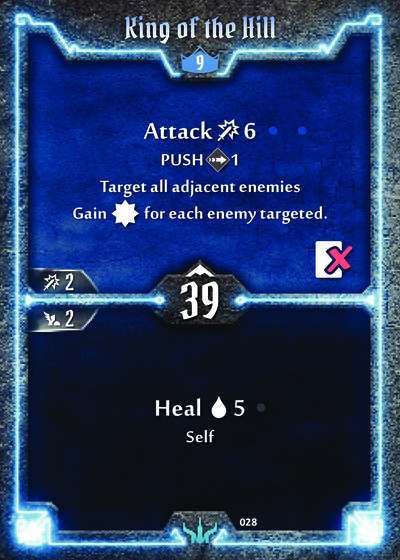 King of the Hill
9
Attack 6
PUSH 1
Target all adjacent enemies
Gain for each enemy targeted.
2
39
2
Heal 5
Self
028